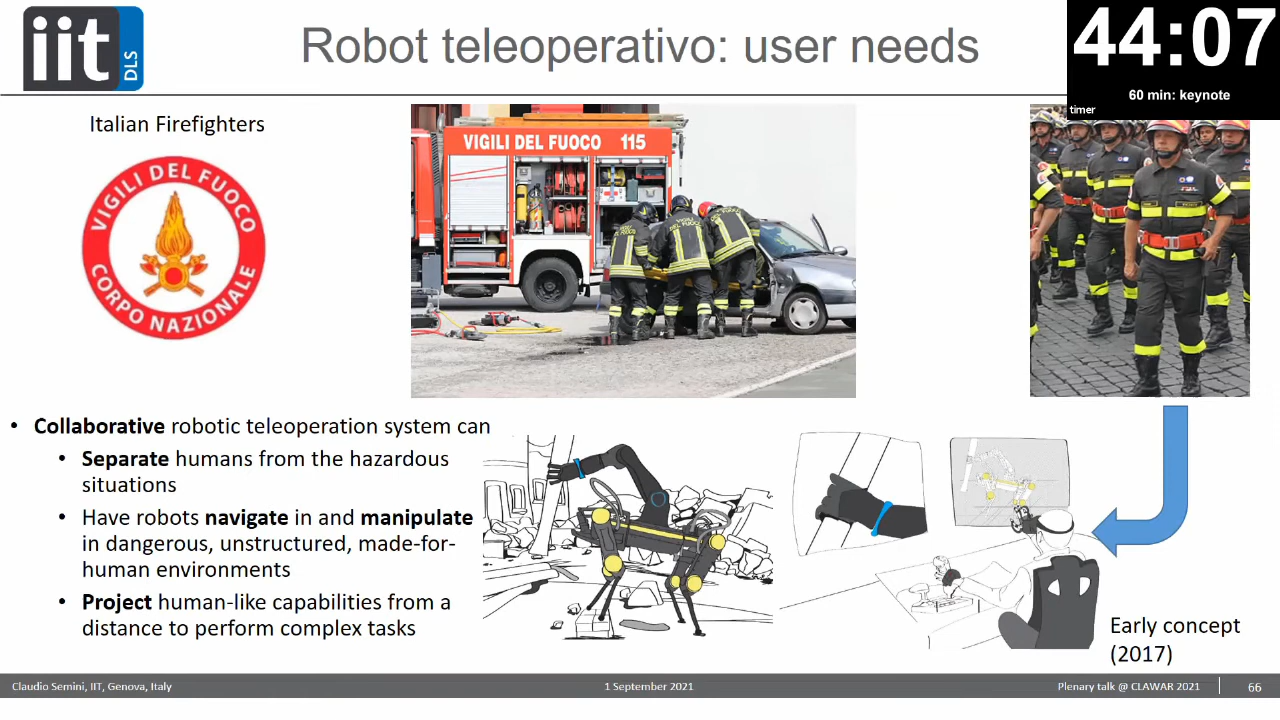 iit
DLS
Robot teleoperativo: user needs
44:07
60 min: keynote
timer
Italian Firefighters
VIGILI DEL FUOCO
CORPO NAZIONALE
VIGILI DEL FUOCO 115
• Collaborative robotic teleoperation system can
• Separate humans from the hazardous
situations
• Have robots navigate in and manipulate
in dangerous, unstructured, made-for-
human environments
• Project human-like capabilities from a
distance to perform complex tasks
Early concept
(2017)
Claudio Semini, IIT, Genova, Italy
1 September 2021
Plenary talk @ CLAWAR 2021
66